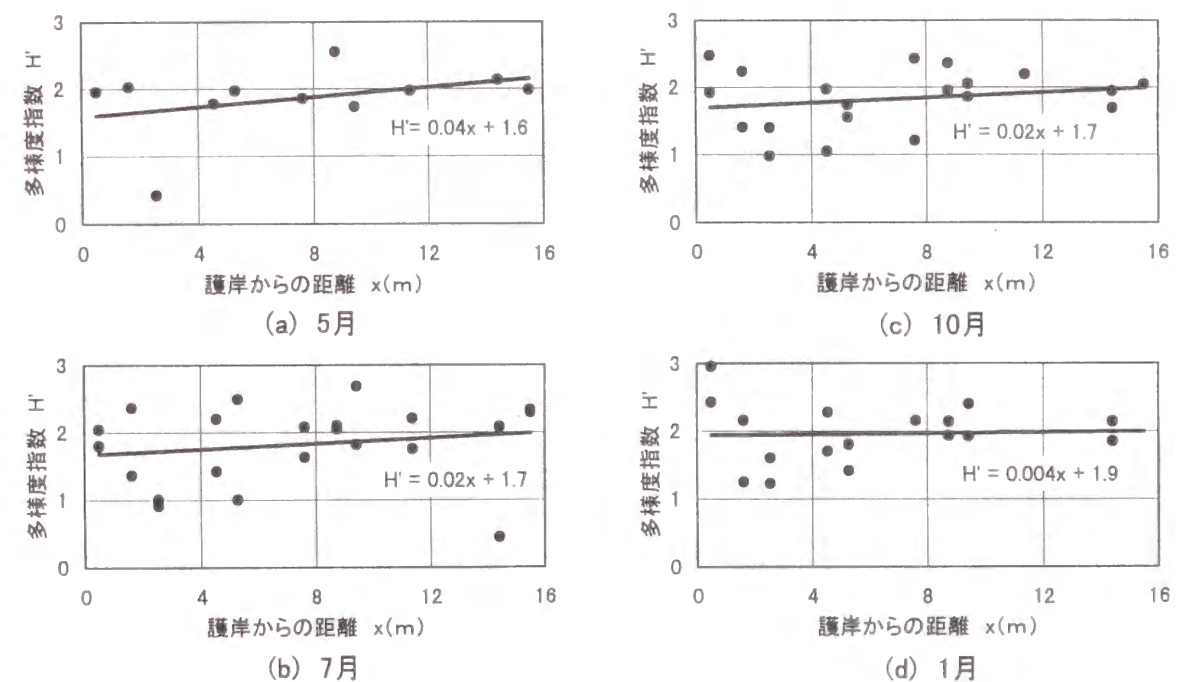 3
2
1
0
多様度指数 H'
H'= 0.04x + 1.6
0 4 8 12 16
護岸からの距離 x(m)
(a) 5月
3
2
1
0
多様度指数 H'
H' = 0.02x + 1.7
0 4 8 12 16
護岸からの距離 x(m)
(c) 10月
3
2
1
0
多様度指数 H'
H' = 0.02x + 1.7
0 4 8 12 16
護岸からの距離 x(m)
(b) 7月
3
2
1
0
多様度指数 H'
H' = 0.004x + 1.9
0 4 8 12 16
護岸からの距離 x(m)
(d) 1月